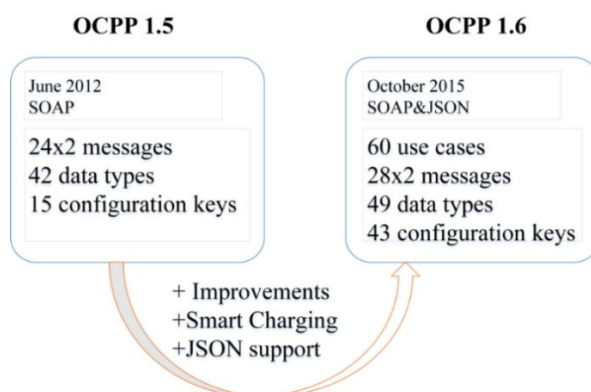 OCPP 1.5
June 2012
SOAP
24x2 messages
42 data types
15 configuration keys
OCPP 1.6
October 2015
SOAP&JSON
60 use cases
28x2 messages
49 data types
43 configuration keys
+ Improvements
+Smart Charging
+JSON support